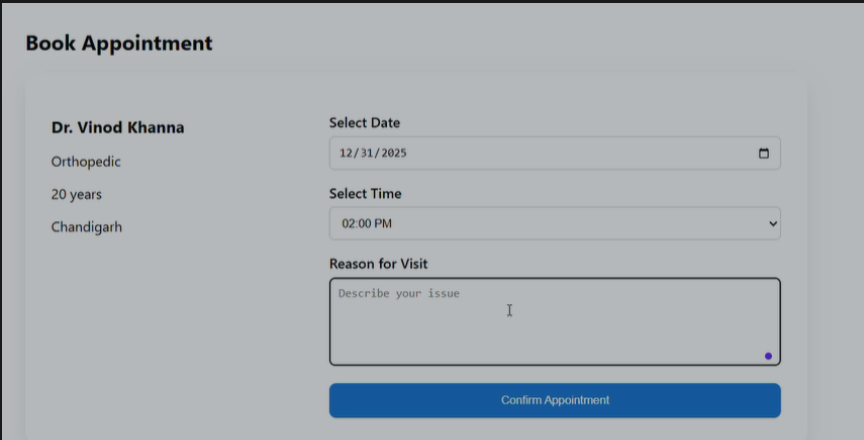 Book Appointment
Dr. Vinod Khanna
Orthopedic
20 years
Chandigarh
Select Date
12/31/2025
Select Time
02:00 PM
Reason for Visit
Describe your issue
Confirm Appointment